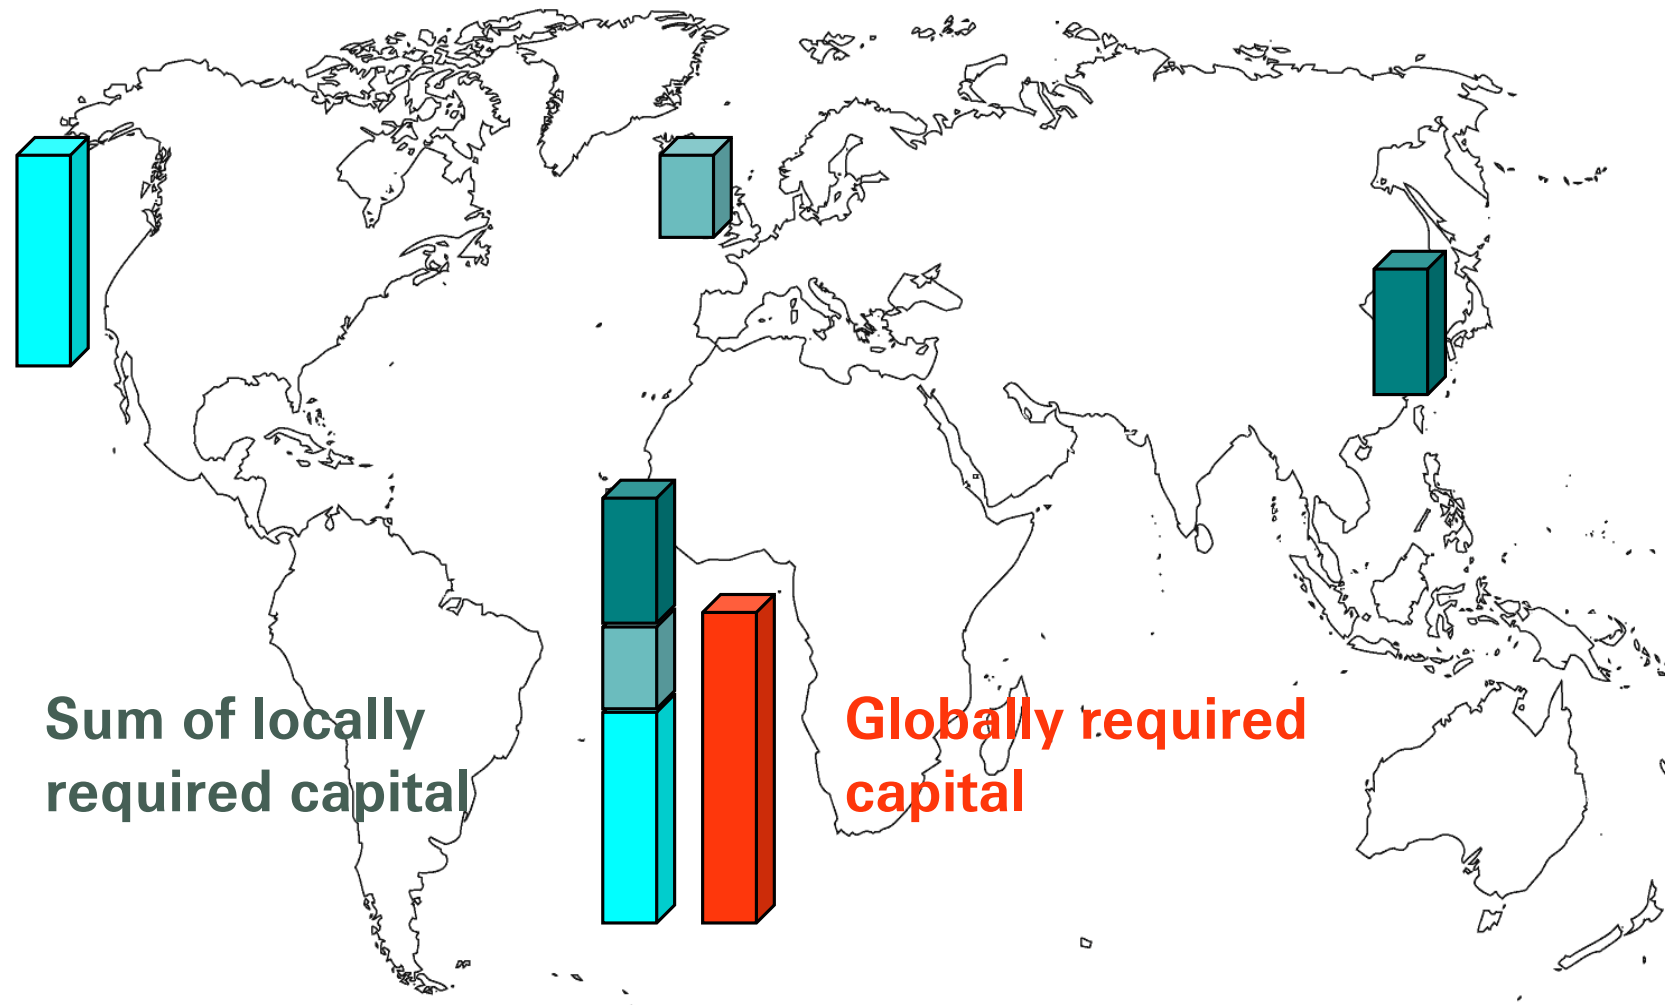 Sum of locally
required capital
Globally required
capital